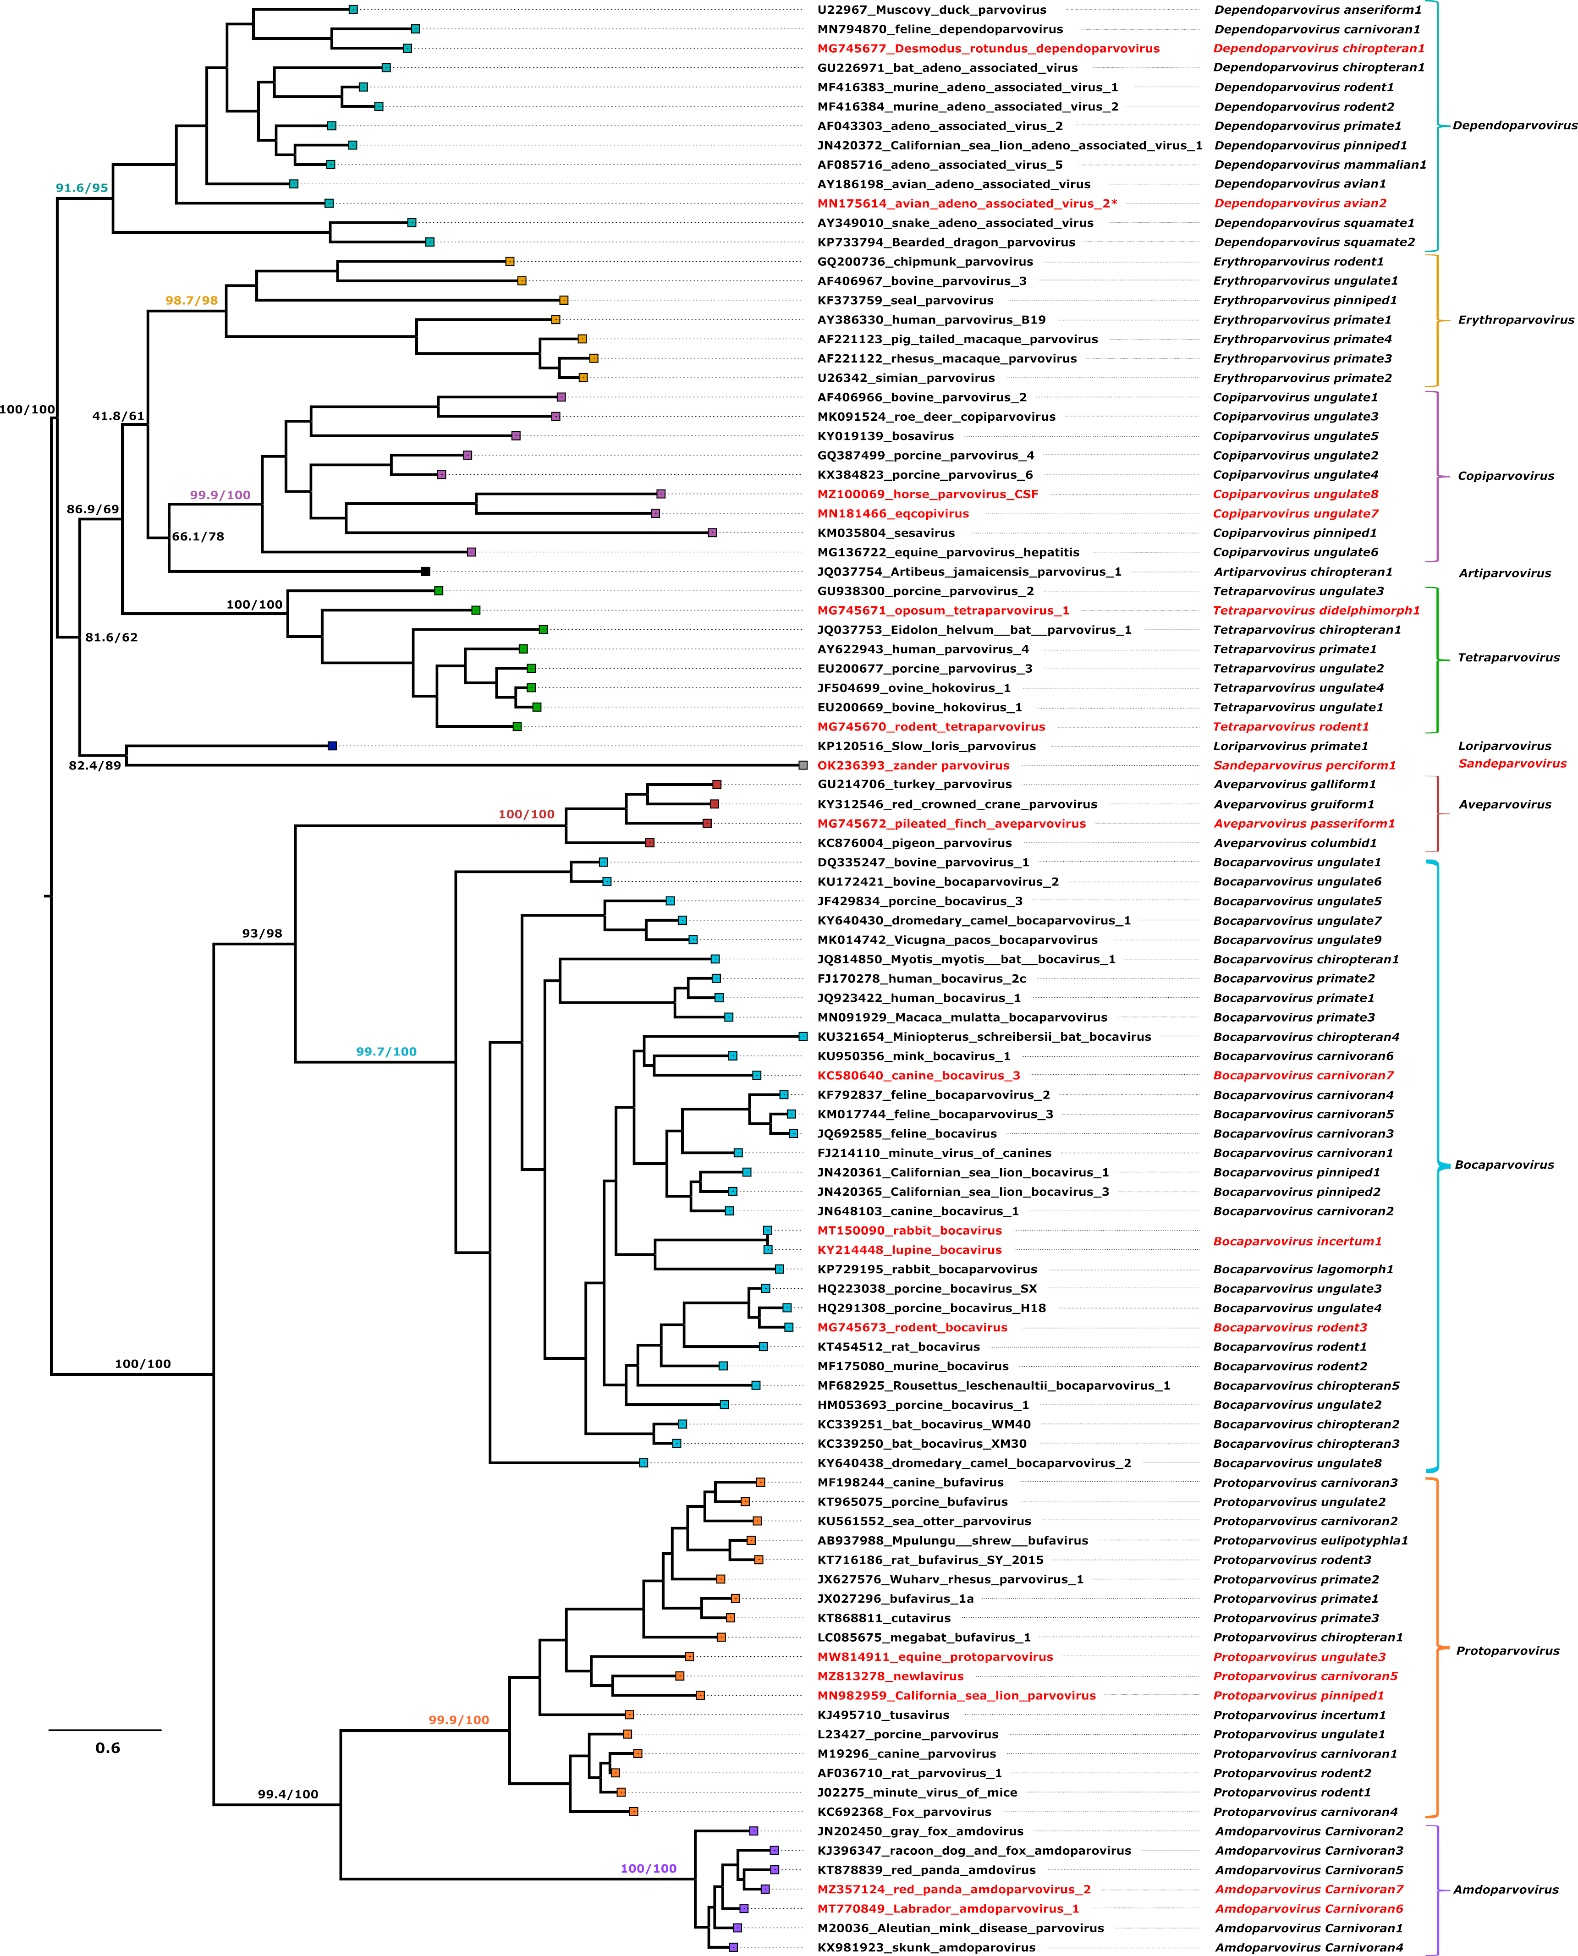 U22967_Muscovy_duck_parvovirus Dependoparvovirus anseriform1
MN794870_feline_dependoparvovirus Dependoparvovirus carnivoran1
MG745677_Desmodus_rotundus_dependoparvovirus Dependoparvovirus chiropteran1
GU226971_bat_adeno_associated_virus Dependoparvovirus chiropteran1
MF416383_murine_adeno_associated_virus_1 Dependoparvovirus rodent1
MF416384_murine_adeno_associated_virus_2 Dependoparvovirus rodent2
AF043303_adeno_associated_virus_2 Dependoparvovirus primate1 Dependoparvovirus
JN420372_Californian_sea_lion_adeno_associated_virus_1 Dependoparvovirus pinniped1
AF085716_adeno_associated_virus_5 Dependoparvovirus mammalian1
AY186198_avian_adeno_associated_virus Dependoparvovirus avian1
91.6/95
MN175614_avian_adeno_associated_virus_2* Dependoparvovirus avian2
AY349010_snake_adeno_associated_virus Dependoparvovirus squamate1
KP733794_Bearded_dragon_parvovirus Dependoparvovirus squamate2
GQ200736_chipmunk_parvovirus Erythroparvovirus rodent1
AF406967_bovine_parvovirus_3 Erythroparvovirus ungulate1
98.7/98 KF373759_seal_parvovirus Erythroparvovirus pinniped1
AY386330_human_parvovirus_B19 Erythroparvovirus primate1 Erythroparvovirus
AF221123_pig_tailed_macaque_parvovirus Erythroparvovirus primate4
AF221122_rhesus_macaque_parvovirus Erythroparvovirus primate3
U26342_simian_parvovirus Erythroparvovirus primate2
AF406966_bovine_parvovirus_2 Copiparvovirus ungulate1
100/100 41.8/61 MK091524_roe_deer_copiparvovirus Copiparvovirus ungulate3
KY019139_bosavirus Copiparvovirus ungulate5
GQ387499_porcine_parvovirus_4 Copiparvovirus ungulate2
KX384823_porcine_parvovirus_6 Copiparvovirus ungulate4 Copiparvovirus
99.9/100 MZ100069_horse_parvovirus_CSF Copiparvovirus ungulate8
86.9/69 MN181466_eqcopivirus Copiparvovirus ungulate7
66.1/78 KM035804_sesavirus Copiparvovirus pinniped1
MG136722_equine_parvovirus_hepatitis Copiparvovirus ungulate6
JQ037754_Artibeus_jamaicensis_parvovirus_1 Artiparvovirus chiropteran1 Artiparvovirus
GU938300_porcine_parvovirus_2 Tetraparvovirus ungulate3
100/100 MG745671_oposum_tetraparvovirus_1 Tetraparvovirus didelphimorph1
JQ037753_Eidolon_helvum__bat__parvovirus_1 Tetraparvovirus chiropteran1
81.6/62
AY622943_human_parvovirus_4 Tetraparvovirus primate1
Tetraparvovirus
EU200677_porcine_parvovirus_3 Tetraparvovirus ungulate2
JF504699_ovine_hokovirus_1 Tetraparvovirus ungulate4
EU200669_bovine_hokovirus_1 Tetraparvovirus ungulate1
MG745670_rodent_tetraparvovirus Tetraparvovirus rodent1
KP120516_Slow_loris_parvovirus Loriparvovirus primate1 Loriparvovirus
82.4/89 OK236393_zander parvovirus Sandeparvovirus perciform1 Sandeparvovirus
GU214706_turkey_parvovirus Aveparvovirus galliform1
KY312546_red_crowned_crane_parvovirus Aveparvovirus gruiform1 Aveparvovirus
100/100 MG745672_pileated_finch_aveparvovirus Aveparvovirus passeriform1
KC876004_pigeon_parvovirus Aveparvovirus columbid1
DQ335247_bovine_parvovirus_1 Bocaparvovirus ungulate1
KU172421_bovine_bocaparvovirus_2 Bocaparvovirus ungulate6
JF429834_porcine_bocavirus_3 Bocaparvovirus ungulate5
KY640430_dromedary_camel_bocaparvovirus_1 Bocaparvovirus ungulate7
93/98 MK014742_Vicugna_pacos_bocaparvovirus Bocaparvovirus ungulate9
JQ814850_Myotis_myotis__bat__bocavirus_1 Bocaparvovirus chiropteran1
FJ170278_human_bocavirus_2c Bocaparvovirus primate2
JQ923422_human_bocavirus_1 Bocaparvovirus primate1
MN091929_Macaca_mulatta_bocaparvovirus Bocaparvovirus primate3
KU321654_Miniopterus_schreibersii_bat_bocavirus Bocaparvovirus chiropteran4
99.7/100 KU950356_mink_bocavirus_1 Bocaparvovirus carnivoran6
KC580640_canine_bocavirus_3 Bocaparvovirus carnivoran7
KF792837_feline_bocaparvovirus_2 Bocaparvovirus carnivoran4
KM017744_feline_bocaparvovirus_3 Bocaparvovirus carnivoran5
JQ692585_feline_bocavirus Bocaparvovirus carnivoran3
FJ214110_minute_virus_of_canines Bocaparvovirus carnivoran1
JN420361_Californian_sea_lion_bocavirus_1 Bocaparvovirus pinniped1 Bocaparvovirus
JN420365_Californian_sea_lion_bocavirus_3 Bocaparvovirus pinniped2
JN648103_canine_bocavirus_1 Bocaparvovirus carnivoran2
MT150090_rabbit_bocavirus
Bocaparvovirus incertum1
KY214448_lupine_bocavirus
KP729195_rabbit_bocaparvovirus Bocaparvovirus lagomorph1
HQ223038_porcine_bocavirus_SX Bocaparvovirus ungulate3
HQ291308_porcine_bocavirus_H18 Bocaparvovirus ungulate4
MG745673_rodent_bocavirus Bocaparvovirus rodent3
KT454512_rat_bocavirus Bocaparvovirus rodent1
100/100 MF175080_murine_bocavirus Bocaparvovirus rodent2
MF682925_Rousettus_leschenaultii_bocaparvovirus_1 Bocaparvovirus chiropteran5
HM053693_porcine_bocavirus_1 Bocaparvovirus ungulate2
KC339251_bat_bocavirus_WM40 Bocaparvovirus chiropteran2
KC339250_bat_bocavirus_XM30 Bocaparvovirus chiropteran3
KY640438_dromedary_camel_bocaparvovirus_2 Bocaparvovirus ungulate8
MF198244_canine_bufavirus Protoparvovirus carnivoran3
KT965075_porcine_bufavirus Protoparvovirus ungulate2
KU561552_sea_otter_parvovirus Protoparvovirus carnivoran2
AB937988_Mpulungu__shrew__bufavirus Protoparvovirus eulipotyphla1
KT716186_rat_bufavirus_SY_2015 Protoparvovirus rodent3
JX627576_Wuharv_rhesus_parvovirus_1 Protoparvovirus primate2
JX027296_bufavirus_1a Protoparvovirus primate1
KT868811_cutavirus Protoparvovirus primate3
LC085675_megabat_bufavirus_1 Protoparvovirus chiropteran1
MW814911_equine_protoparvovirus Protoparvovirus ungulate3 Protoparvovirus
MZ813278_newlavirus Protoparvovirus carnivoran5
MN982959_California_sea_lion_parvovirus Protoparvovirus pinniped1
99.9/100 KJ495710_tusavirus Protoparvovirus incertum1
L23427_porcine_parvovirus Protoparvovirus ungulate1
0.6 M19296_canine_parvovirus Protoparvovirus carnivoran1
AF036710_rat_parvovirus_1 Protoparvovirus rodent2
99.4/100 J02275_minute_virus_of_mice Protoparvovirus rodent1
KC692368_Fox_parvovirus Protoparvovirus carnivoran4
JN202450_gray_fox_amdovirus Amdoparvovirus Carnivoran2
KJ396347_racoon_dog_and_fox_amdoparovirus Amdoparvovirus Carnivoran3
100/100 KT878839_red_panda_amdovirus Amdoparvovirus Carnivoran5
MZ357124_red_panda_amdoparvovirus_2 Amdoparvovirus Carnivoran7 Amdoparvovirus
MT770849_Labrador_amdoparvovirus_1 Amdoparvovirus Carnivoran6
M20036_Aleutian_mink_disease_parvovirus Amdoparvovirus Carnivoran1
KX981923_skunk_amdoparovirus Amdoparvovirus Carnivoran4